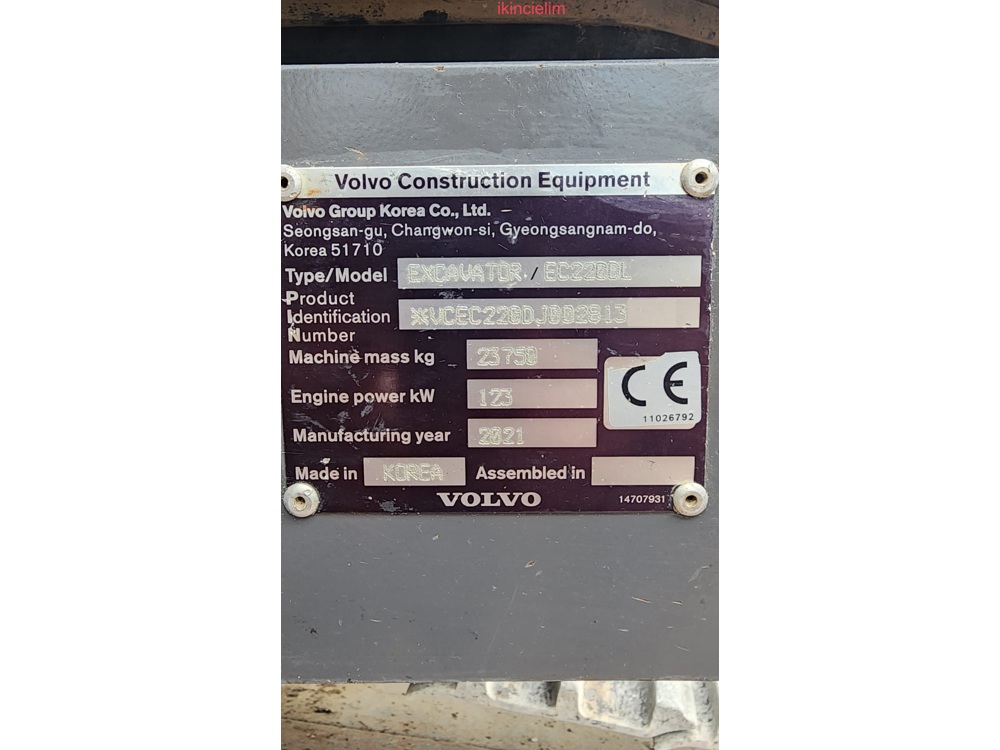 ikincielim
Volvo Construction Equipment
Volvo Group Korea Co., Ltd.
Seongsan-gu, Changwon-si, Gyeongsangnam-do,
Korea 51710
Type/Model EXCAVATOR / EC220DL
Product
Identification
Number
Machine mass kg 23750
Engine power kW 123
CE
11026792
Manufacturing year 2021
Made in KOREA Assembled in
VOLVO 14707931